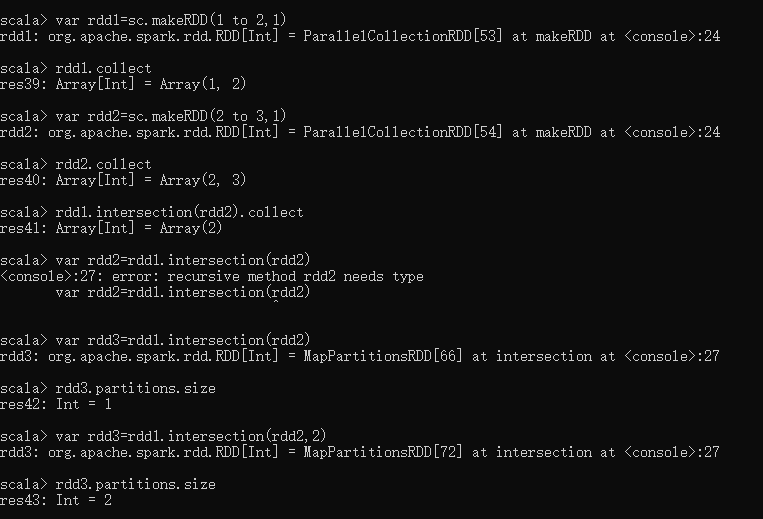 scala> var rdd1=sc.makeRDD(1 to 2,1)
rdd1: org.apache.spark.rdd.RDD[Int] = ParallelCollectionRDD[53] at makeRDD at <console>:24
scala> rdd1.collect
res39: Array[Int] = Array(1, 2)
scala> var rdd2=sc.makeRDD(2 to 3,1)
rdd2: org.apache.spark.rdd.RDD[Int] = ParallelCollectionRDD[54] at makeRDD at <console>:24
scala> rdd2.collect
res40: Array[Int] = Array(2, 3)
scala> rdd1.intersection(rdd2).collect
res41: Array[Int] = Array(2)
scala> var rdd2=rdd1.intersection(rdd2)
<console>:27: error: recursive method rdd2 needs type
       var rdd2=rdd1.intersection(rdd2)
                                  ^
scala> var rdd3=rdd1.intersection(rdd2)
rdd3: org.apache.spark.rdd.RDD[Int] = MapPartitionsRDD[66] at intersection at <console>:27
scala> rdd3.partitions.size
res42: Int = 1
scala> var rdd3=rdd1.intersection(rdd2,2)
rdd3: org.apache.spark.rdd.RDD[Int] = MapPartitionsRDD[72] at intersection at <console>:27
scala> rdd3.partitions.size
res43: Int = 2